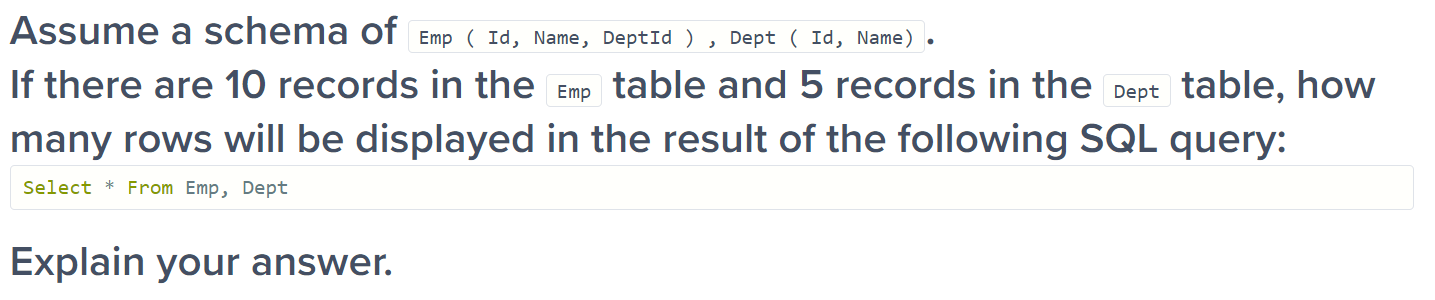 Assume a schema of Emp ( Id, Name, DeptId ) , Dept ( Id, Name) .
If there are 10 records in the Emp table and 5 records in the Dept table, how
many rows will be displayed in the result of the following SQL query:
Select * From Emp, Dept
Explain your answer.